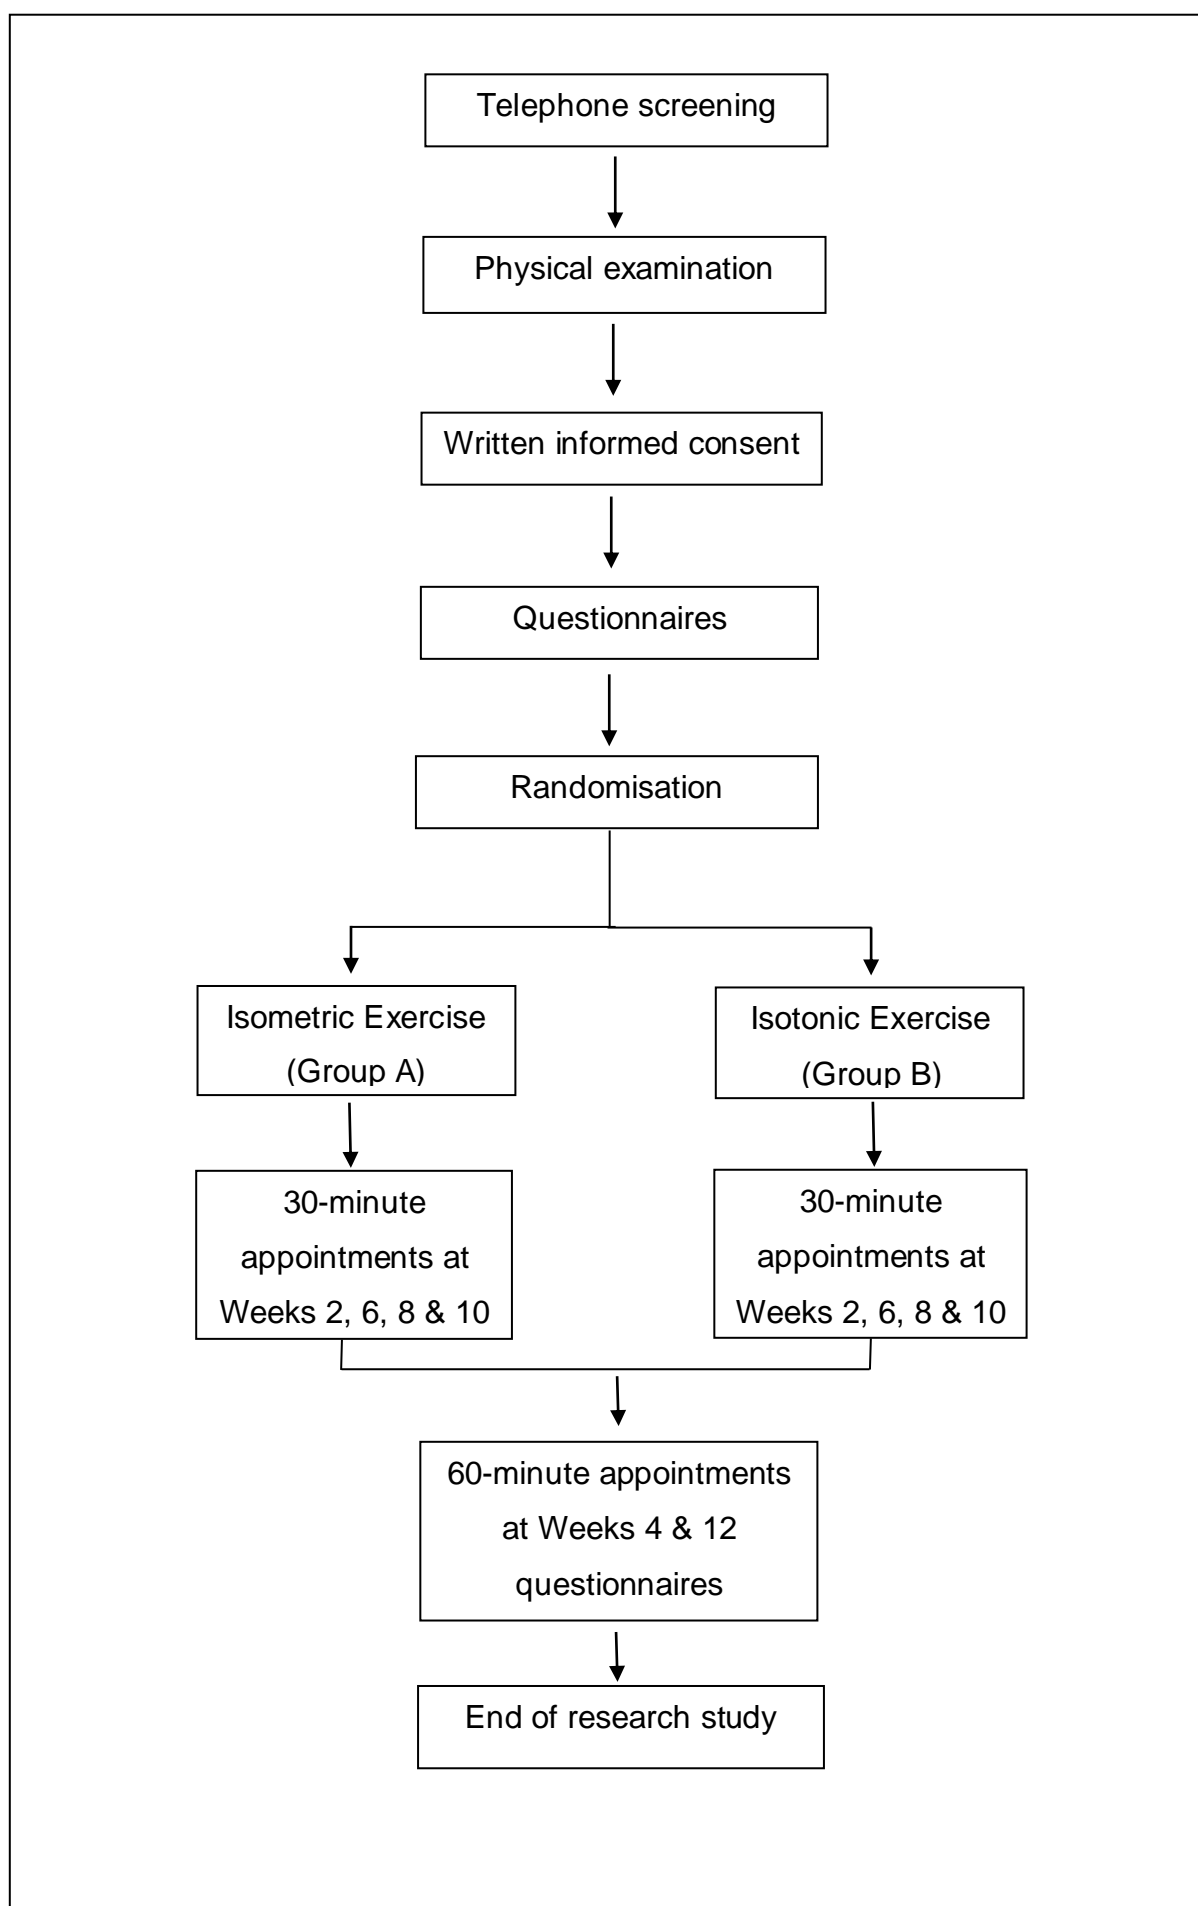 Telephone screening
Physical examination
Written informed consent
Questionnaires
Randomisation
Isometric Exercise
(Group A)
Isotonic Exercise
(Group B)
30-minute
appointments at
Weeks 2, 6, 8 & 10
30-minute
appointments at
Weeks 2, 6, 8 & 10
60-minute appointments
at Weeks 4 & 12
questionnaires
End of research study